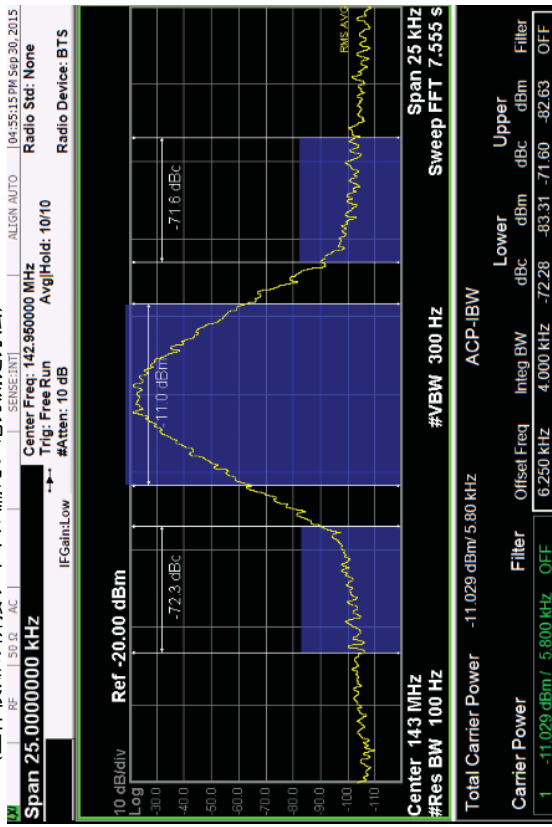 RF 50 Ω AC SENSE:INT ALIGN AUTO 04:55:15 PM Sep 30, 2015
Span 25.0000000 kHz
Center Freq: 142.960000 MHz
Radio Std: None
Trig: Free Run Avg|Hold: 10/10
IFGain:Low #Atten: 10 dB
Radio Device: BTS
10 dB/div Ref -20.00 dBm
Log
-30.0
-40.0
-50.0
-60.0
-70.0
-80.0
-90.0
-100
-110
-72.3 dBc
-11.0 dBm
-71.6 dBc
RMS AVG
Center 143 MHz Span 25 kHz
#Res BW 100 Hz #VBW 300 Hz Sweep FFT 7.555 s
Total Carrier Power -11.029 dBm/ 5.80 kHz ACP-IBW
Lower Upper
Carrier Power Filter Offset Freq Integ BW dBc dBm dBc dBm Filter
1 -11.029 dBm / 5.800 kHz OFF 6.250 kHz 4.000 kHz -72.28 -83.31 -71.60 -82.63 OFF